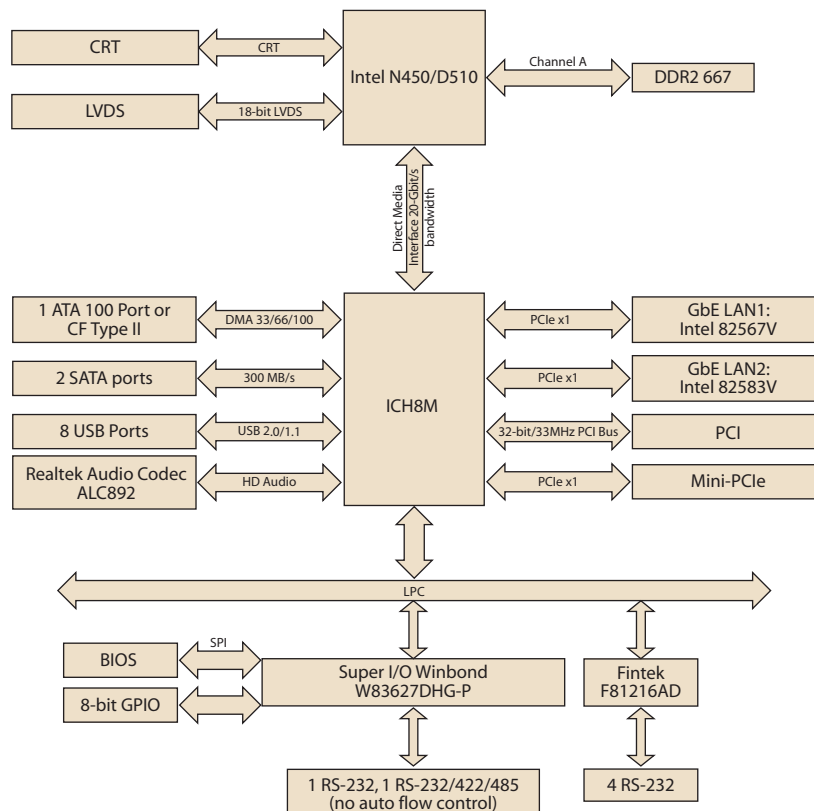 CRT
CRT
Intel N450/D510
Channel A
DDR2 667
LVDS
18-bit LVDS
Direct Media
Interface 20-Gbit/s
bandwidth
1 ATA 100 Port or
CF Type II
DMA 33/66/100
ICH8M
PCIe x1
GbE LAN1:
Intel 82567V
2 SATA ports
300 MB/s
PCIe x1
GbE LAN2:
Intel 82583V
8 USB Ports
USB 2.0/1.1
32-bit/33MHz PCI Bus
PCI
Realtek Audio Codec
ALC892
HD Audio
PCIe x1
Mini-PCIe
LPC
BIOS
SPI
Super I/O Winbond
W83627DHG-P
Fintek
F81216AD
8-bit GPIO
1 RS-232, 1 RS-232/422/485
(no auto flow control)
4 RS-232